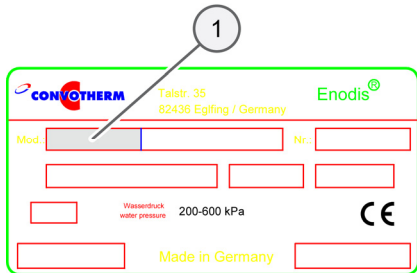 1
CONVOTHERM
Talstr. 35
82436 Eglfing / Germany
Enodis®
Mod.:
Nr.:
Wasserdruck
water pressure
200-600 kPa
CE
Made in Germany